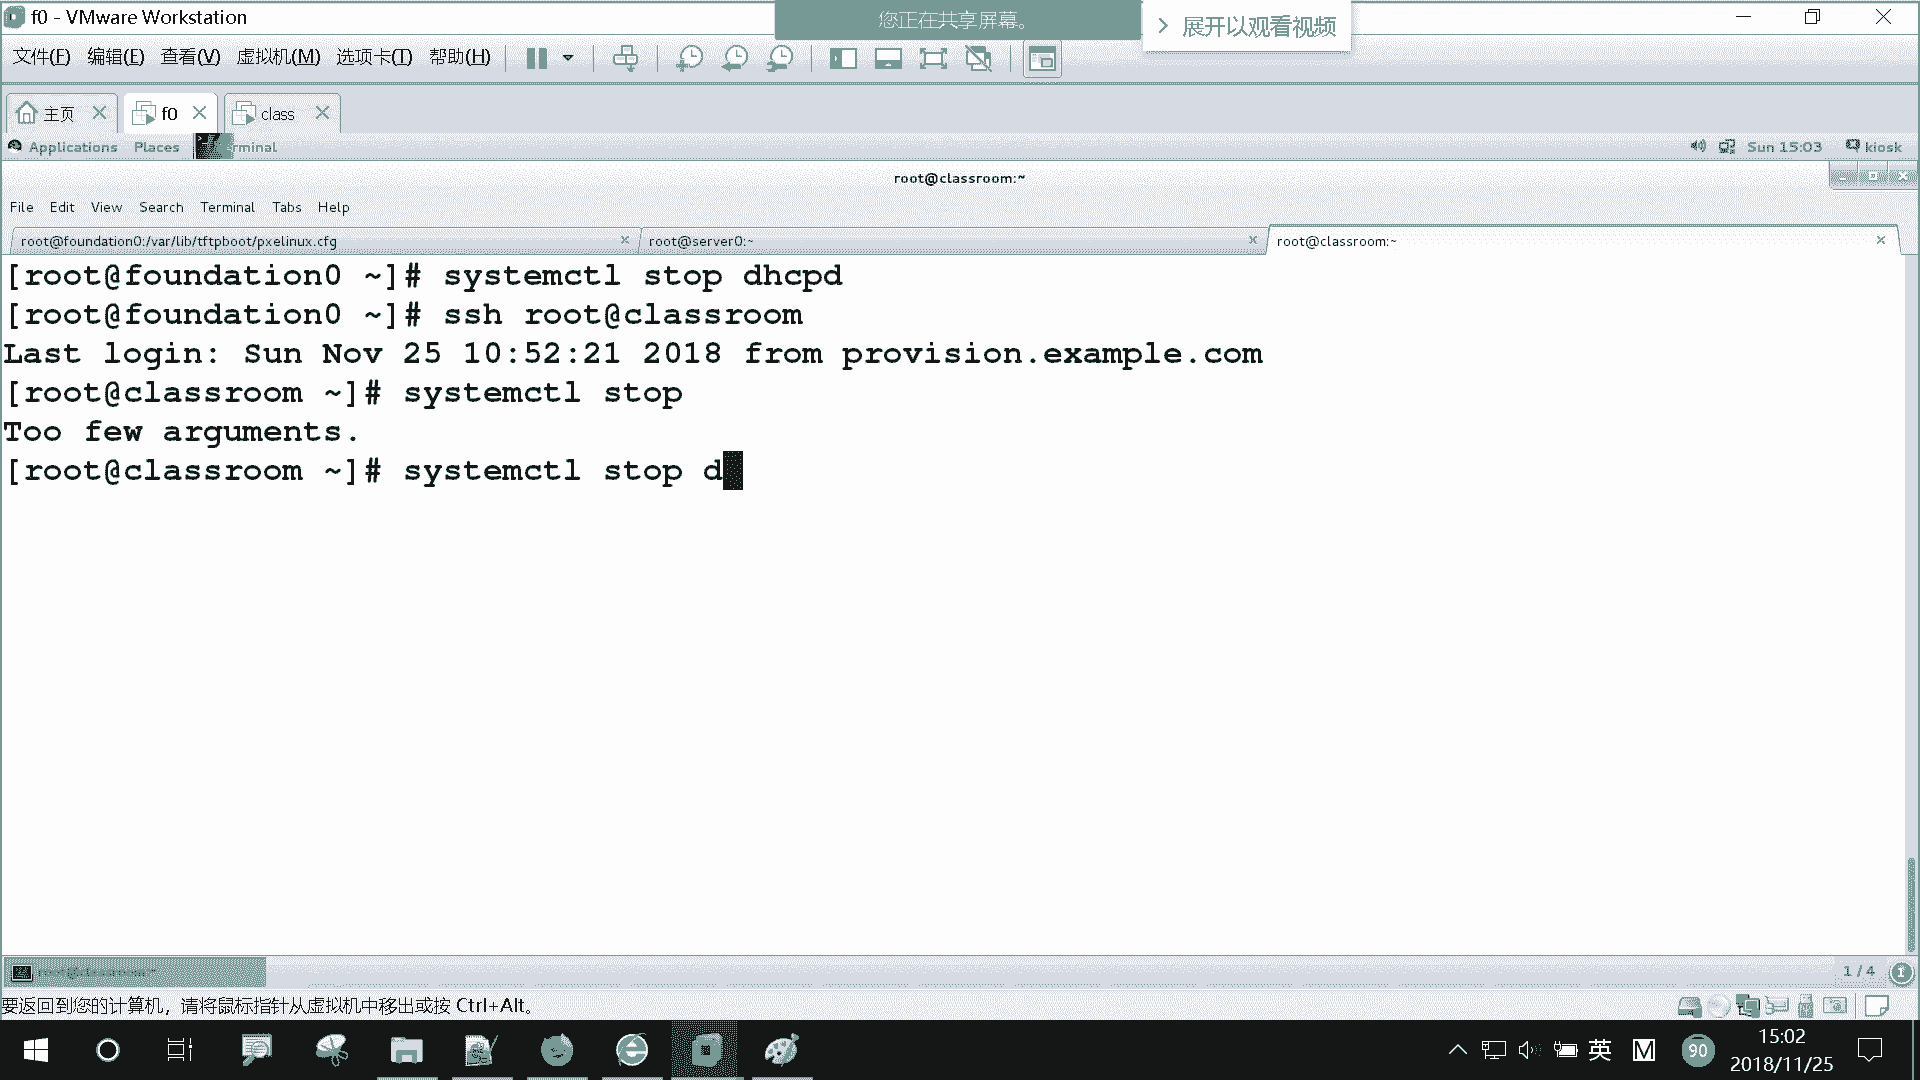 f0 - VMware Workstation
您正在共享屏幕。
展开以观看视频
文件(F) 编辑(E) 查看(V) 虚拟机(M) 选项卡(T) 帮助(H)
主页 f0 class
Applications Places Sun 15:03 kiosk
root@classroom:~
File Edit View Search Terminal Tabs Help
root@foundation0:/var/lib/tftpboot/pxelinux.cfg root@server0:~ root@classroom:~
[root@foundation0 ~]# systemctl stop dhcpd
[root@foundation0 ~]# ssh root@classroom
Last login: Sun Nov 25 10:52:21 2018 from provision.example.com
[root@classroom ~]# systemctl stop
Too few arguments.
[root@classroom ~]# systemctl stop d
root@classroom:~ 1 / 4
要返回到您的计算机，请将鼠标指针从虚拟机中移出或按 Ctrl+Alt。
英 M 90 15:02
2018/11/25